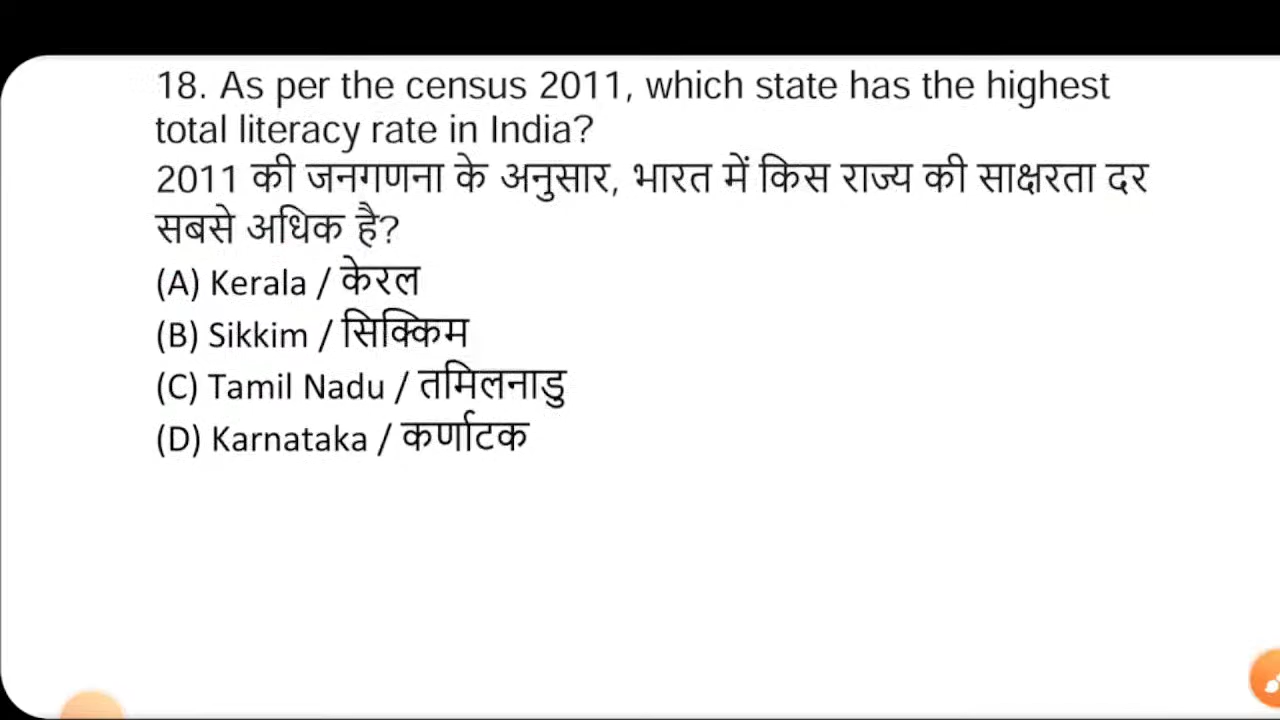 18. As per the census 2011, which state has the highest
total literacy rate in India?
2011 की जनगणना के अनुसार, भारत में किस राज्य की साक्षरता दर
सबसे अधिक है?
(A) Kerala / केरल
(B) Sikkim / सिक्किम
(C) Tamil Nadu / तमिलनाडु
(D) Karnataka / कर्णाटक